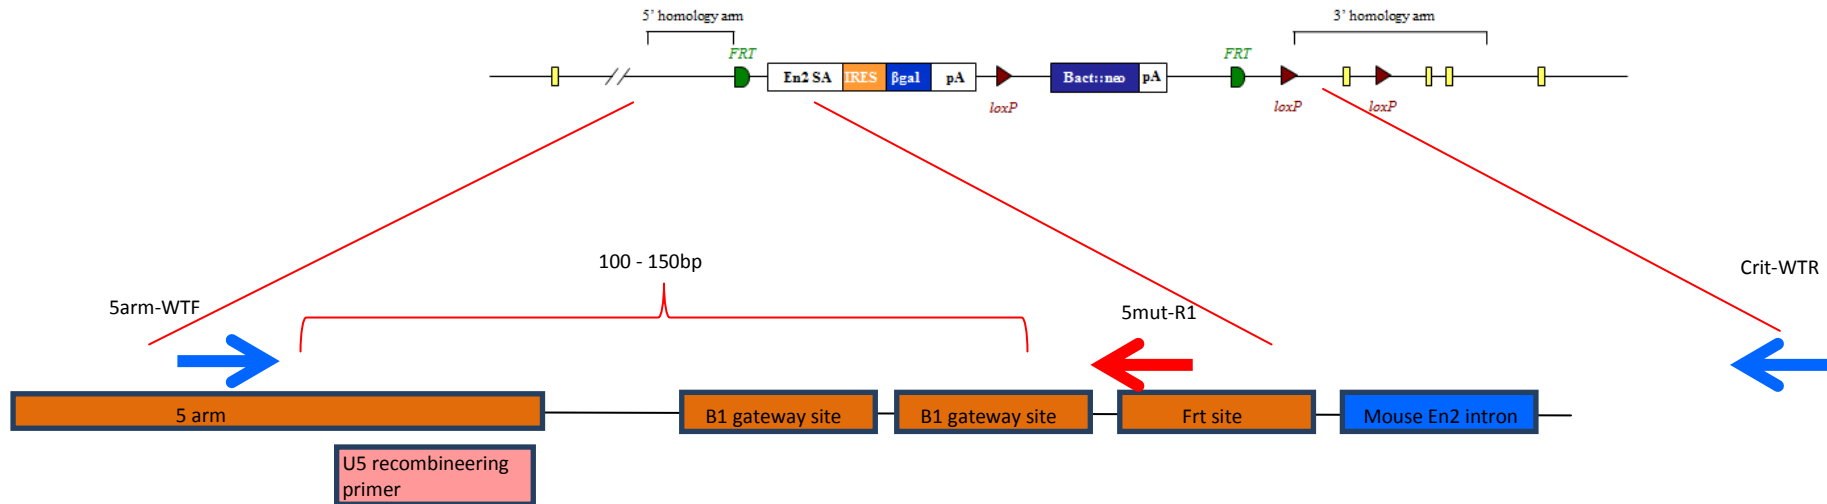 5’ homology arm
3’ homology arm
FRT
FRT
En2 SA IRES βgal pA
Bact::neo pA
loxP
loxP
loxP
100 - 150bp
Crit-WTR
5arm-WTF
5mut-R1
5 arm
B1 gateway site
B1 gateway site
Frt site
Mouse En2 intron
U5 recombineering
primer